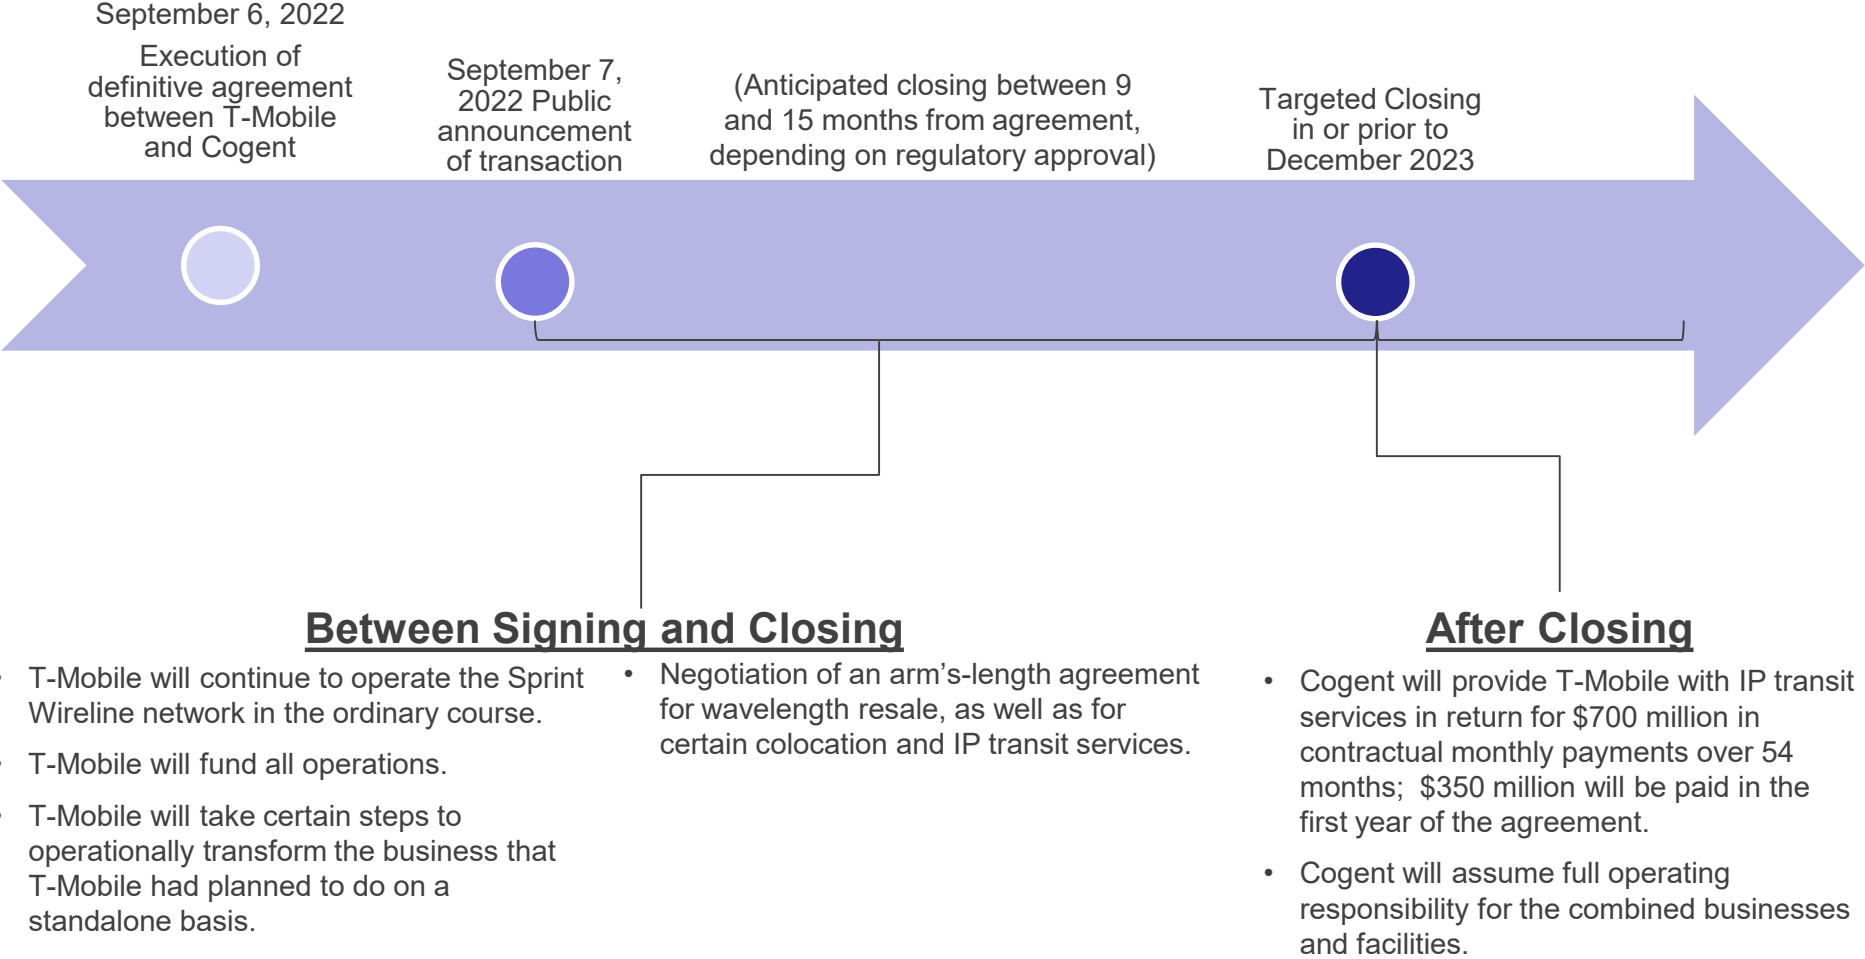 September 6, 2022
Execution of
definitive agreement
between T-Mobile
and Cogent
September 7,
2022 Public
announcement
of transaction
(Anticipated closing between 9
and 15 months from agreement,
depending on regulatory approval)
Targeted Closing
in or prior to
December 2023
Between Signing and Closing
• T-Mobile will continue to operate the Sprint
Wireline network in the ordinary course.
• T-Mobile will fund all operations.
• T-Mobile will take certain steps to
operationally transform the business that
T-Mobile had planned to do on a
standalone basis.
• Negotiation of an arm’s-length agreement
for wavelength resale, as well as for
certain colocation and IP transit services.
After Closing
• Cogent will provide T-Mobile with IP transit
services in return for $700 million in
contractual monthly payments over 54
months;  $350 million will be paid in the
first year of the agreement.
• Cogent will assume full operating
responsibility for the combined businesses
and facilities.